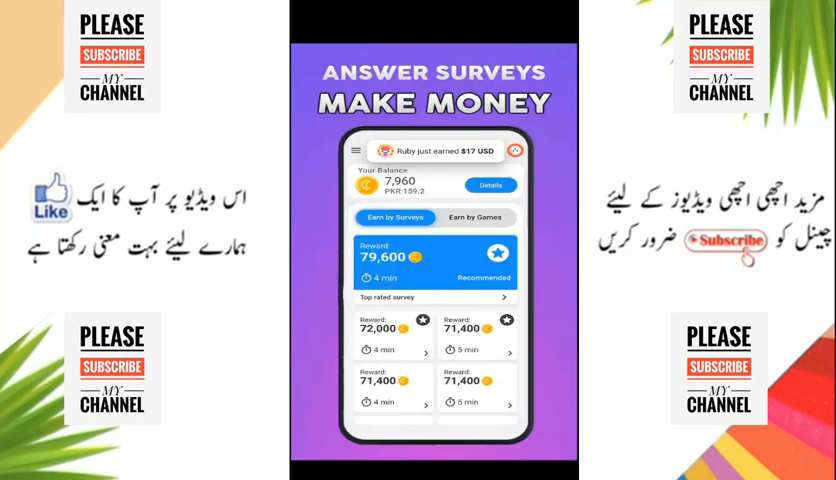 PLEASE
SUBSCRIBE
MY
CHANNEL
اس ویڈیو پر آپ کا ایک Like
ہمارے لیئے بہت معنی رکھتا ہے
PLEASE
SUBSCRIBE
MY
CHANNEL
ANSWER SURVEYS
MAKE MONEY
Ruby just earned $17 USD
Your Balance
7,960
PKR 159.2
Details
Earn by Surveys
Earn by Games
Reward:
79,600
4 min
Recommended
Top rated survey
Reward:
72,000
4 min
Reward:
71,400
5 min
Reward:
71,400
4 min
Reward:
71,400
5 min
PLEASE
SUBSCRIBE
MY
CHANNEL
مزید اچھی اچھی ویڈیوز کے لیئے
چینل کو Subscribe ضرور کریں
PLEASE
SUBSCRIBE
MY
CHANNEL